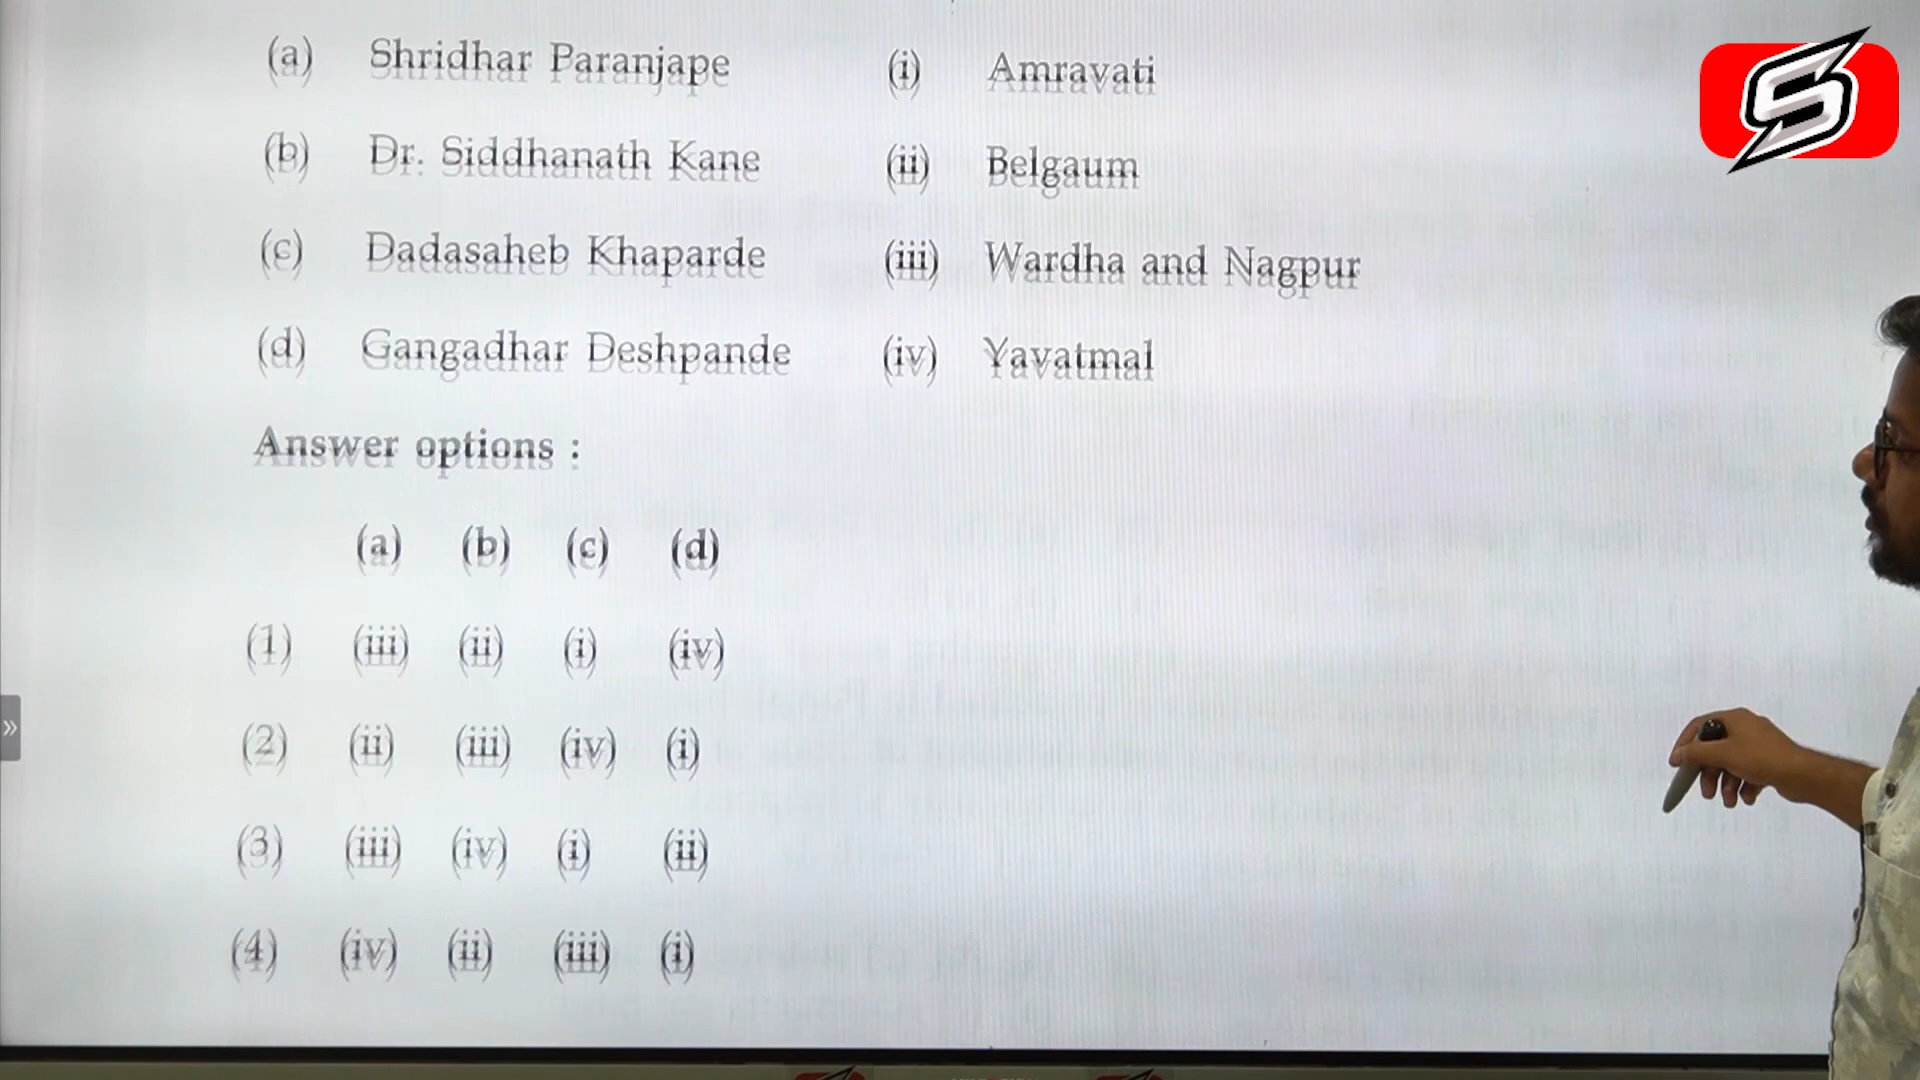 (a) Shridhar Paranjape (i) Amravati
(b) Dr. Siddhanath Kane (ii) Belgaum
(c) Dadasaheb Khaparde (iii) Wardha and Nagpur
(d) Gangadhar Deshpande (iv) Yavatmal
Answer options :
(a) (b) (c) (d)
(1) (iii) (ii) (i) (iv)
(2) (ii) (iii) (iv) (i)
(3) (iii) (iv) (i) (ii)
(4) (iv) (ii) (iii) (i)